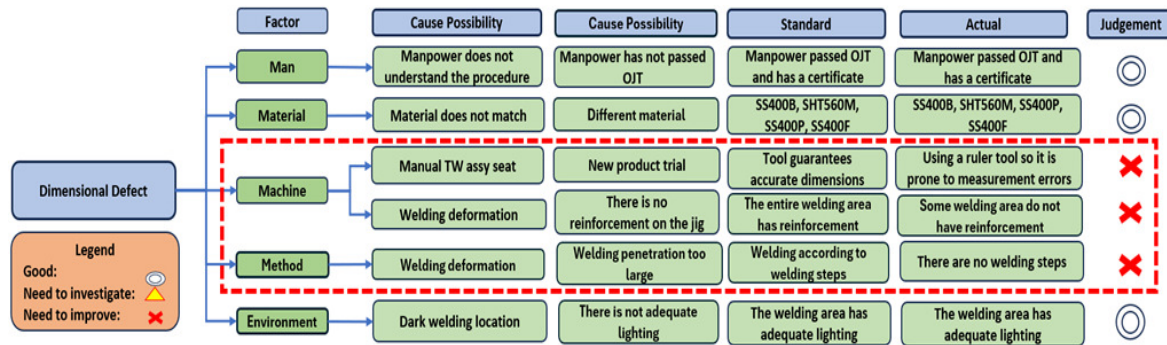 Factor
Cause Possibility
Cause Possibility
Standard
Actual
Judgement
Man
Manpower does not
understand the procedure
Manpower has not passed
OJT
Manpower passed OJT
and has a certificate
Manpower passed OJT and
has a certificate
Material
Material does not match
Different material
SS400B, SHT560M,
SS400P, SS400F
SS400B, SHT560M, SS400P,
SS400F
Dimensional Defect
Machine
Manual TW assy seat
New product trial
Tool guarantees
accurate dimensions
Using a ruler tool so it is
prone to measurement errors
Welding deformation
There is no
reinforcement on the jig
The entire welding area
has reinforcement
Some welding area do not
have reinforcement
Method
Welding deformation
Welding penetration too
large
Welding according to
welding steps
There are no welding steps
Environment
Dark welding location
There is not adequate
lighting
The welding area has
adequate lighting
The welding area has
adequate lighting
Legend
Good:
Need to investigate:
Need to improve: